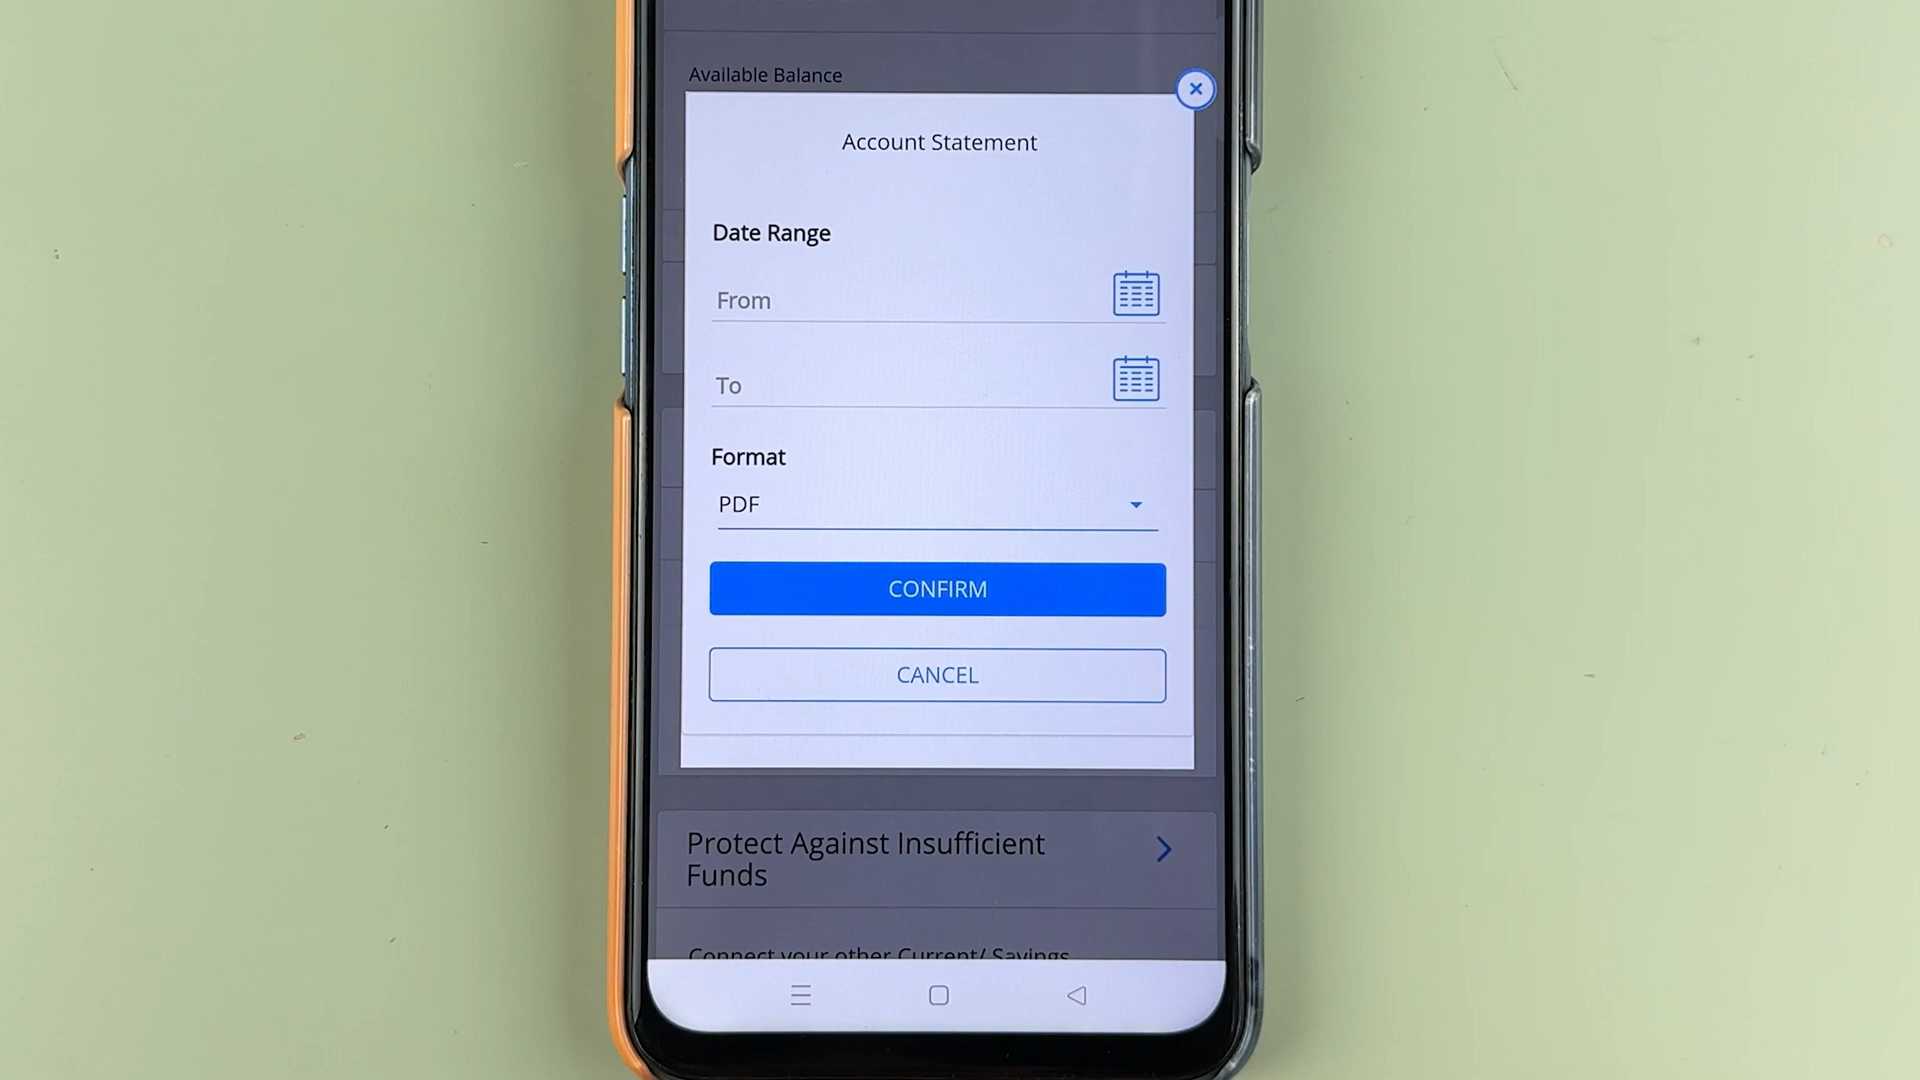 Available Balance
Account Statement
Date Range
From
To
Format
PDF
CONFIRM
CANCEL
Protect Against Insufficient
Funds
Connect your other Current/ Savings